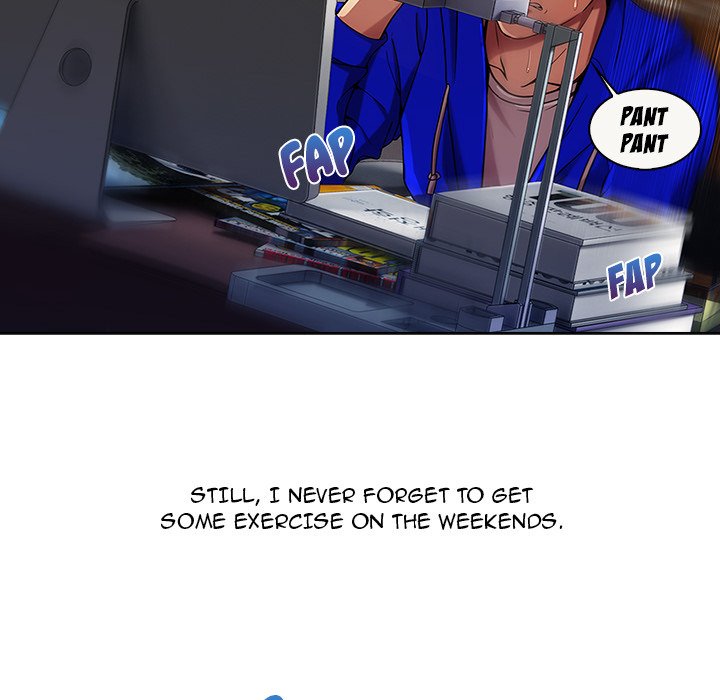 PANT
PANT
FAP
FAP
STILL, I NEVER FORGET TO GET
SOME EXERCISE ON THE WEEKENDS.